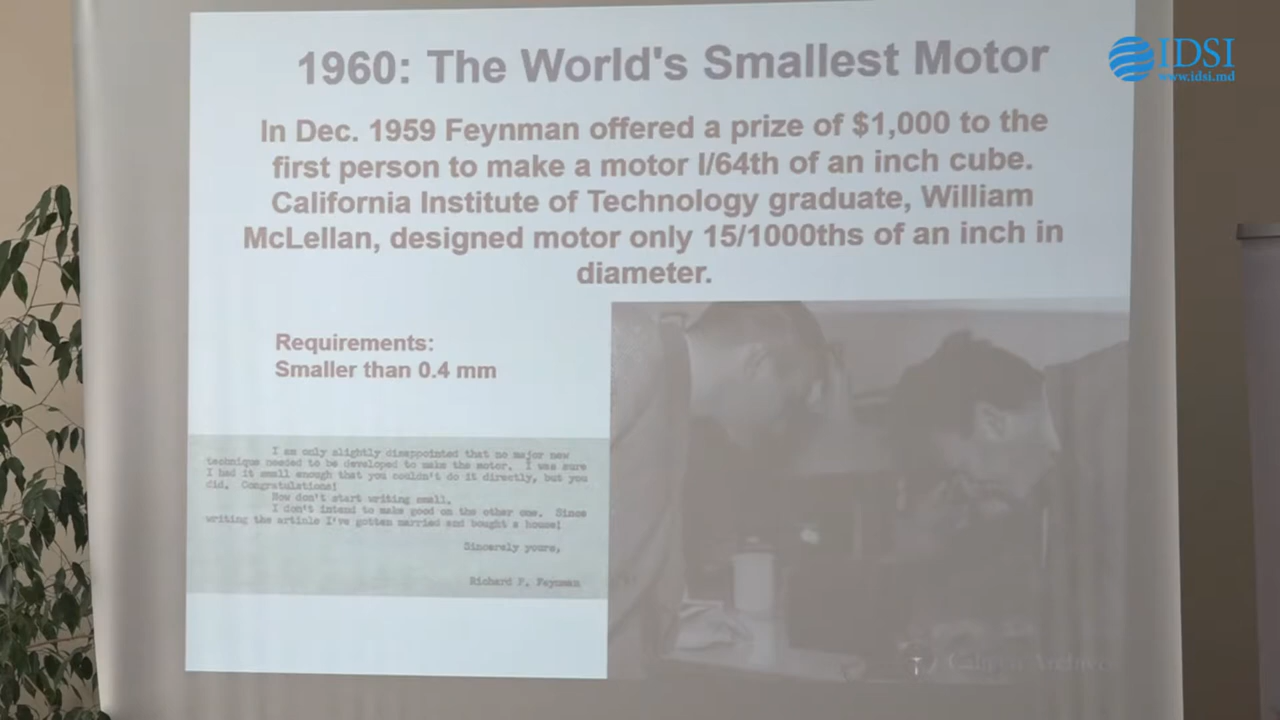 IDSI
www.idsi.md
1960: The World's Smallest Motor
In Dec. 1959 Feynman offered a prize of $1,000 to the
first person to make a motor I/64th of an inch cube.
California Institute of Technology graduate, William
McLellan, designed motor only 15/1000ths of an inch in
diameter.
Requirements:
Smaller than 0.4 mm
I am only slightly disappointed that no major new
technique needed to be developed to make the motor. I was sure
I had it small enough that you couldn't do it directly, but you
did. Congratulations!
Now don't start writing small.
I don't intend to make good on the other one. Since
writing the article I've gotten married and bought a house!
Sincerely yours,
Richard P. Feynman
Archives